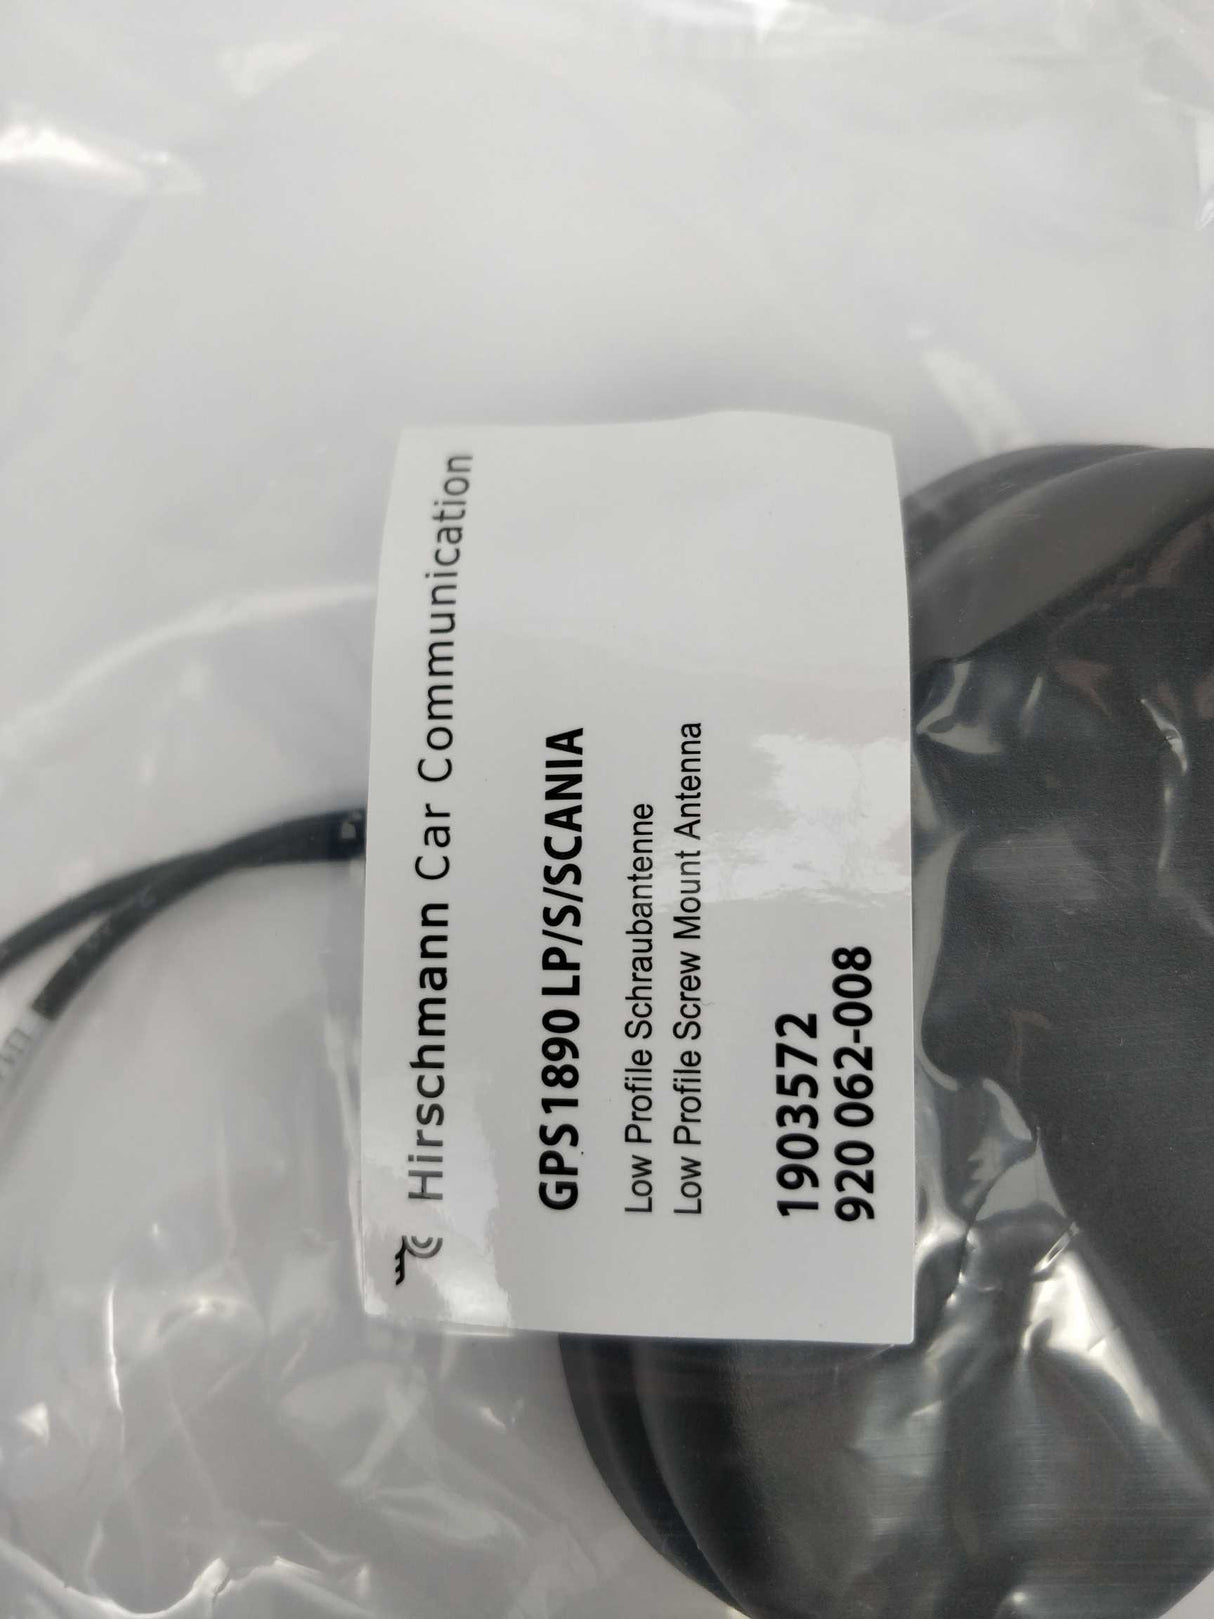 Hirschmann Car Communication
GPS1890 LP/S/SCANIA
Low Profile Schraubantenne
Low Profile Screw Mount Antenna
1903572
920 062-008